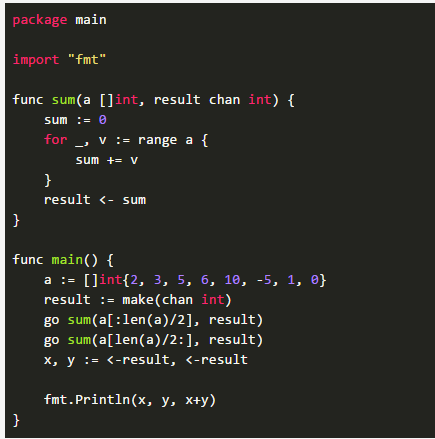 package main

import "fmt"

func sum(a []int, result chan int) {
    sum := 0
    for _, v := range a {
        sum += v
    }
    result <- sum
}

func main() {
    a := []int{2, 3, 5, 6, 10, -5, 1, 0}
    result := make(chan int)
    go sum(a[:len(a)/2], result)
    go sum(a[len(a)/2:], result)
    x, y := <-result, <-result

    fmt.Println(x, y, x+y)
}